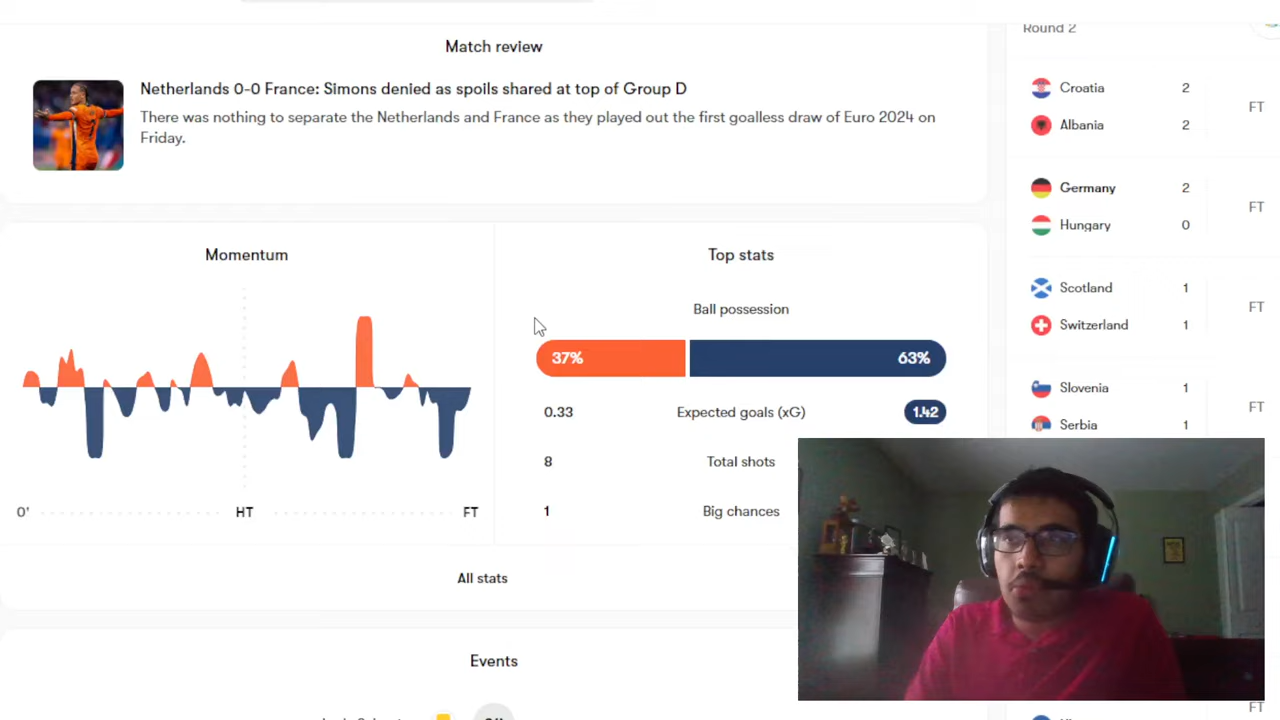 Match review
Netherlands 0-0 France: Simons denied as spoils shared at top of Group D
There was nothing to separate the Netherlands and France as they played out the first goalless draw of Euro 2024 on
Friday.
Momentum
0'
HT
FT
Top stats
Ball possession
37% 63%
0.33 Expected goals (xG) 1.42
8 Total shots
1 Big chances
All stats
Events
Round 2
Croatia 2
FT
Albania 2
Germany 2
FT
Hungary 0
Scotland 1
FT
Switzerland 1
Slovenia 1
FT
Serbia 1
FT